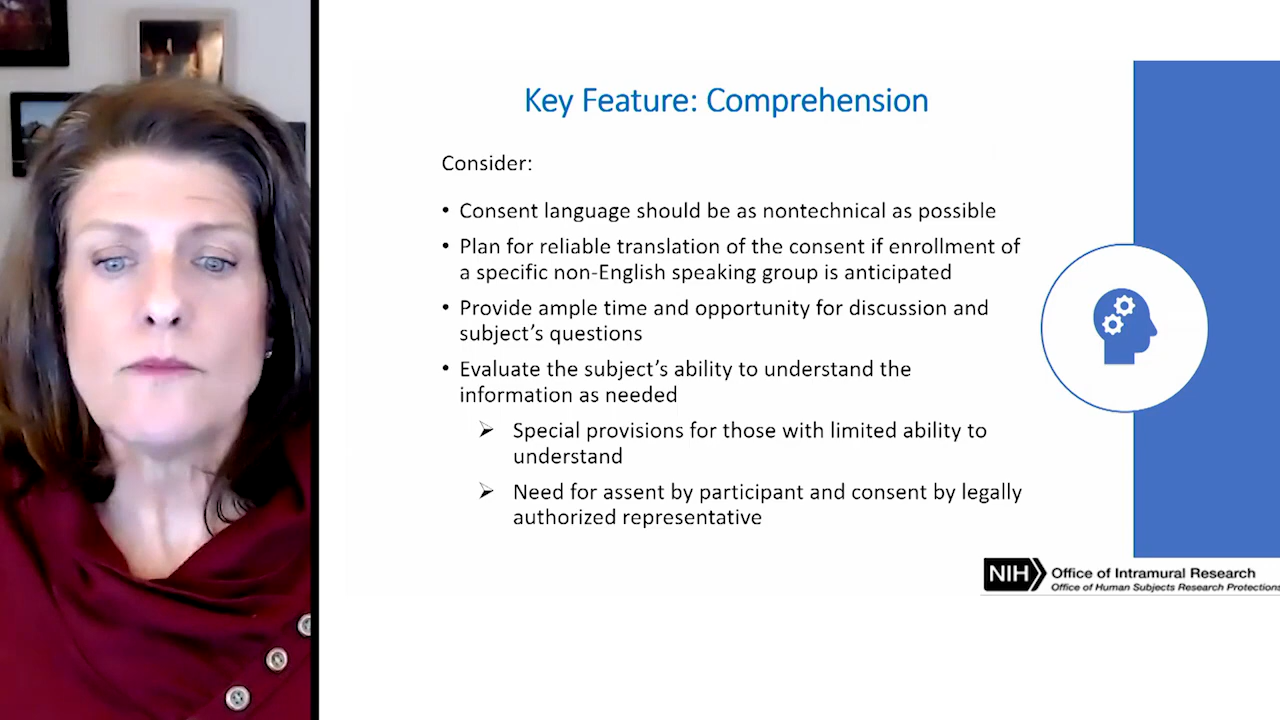 Key Feature: Comprehension
Consider:
• Consent language should be as nontechnical as possible
• Plan for reliable translation of the consent if enrollment of
a specific non-English speaking group is anticipated
• Provide ample time and opportunity for discussion and
subject’s questions
• Evaluate the subject’s ability to understand the
information as needed
➢ Special provisions for those with limited ability to
understand
➢ Need for assent by participant and consent by legally
authorized representative
NIH Office of Intramural Research
Office of Human Subjects Research Protections